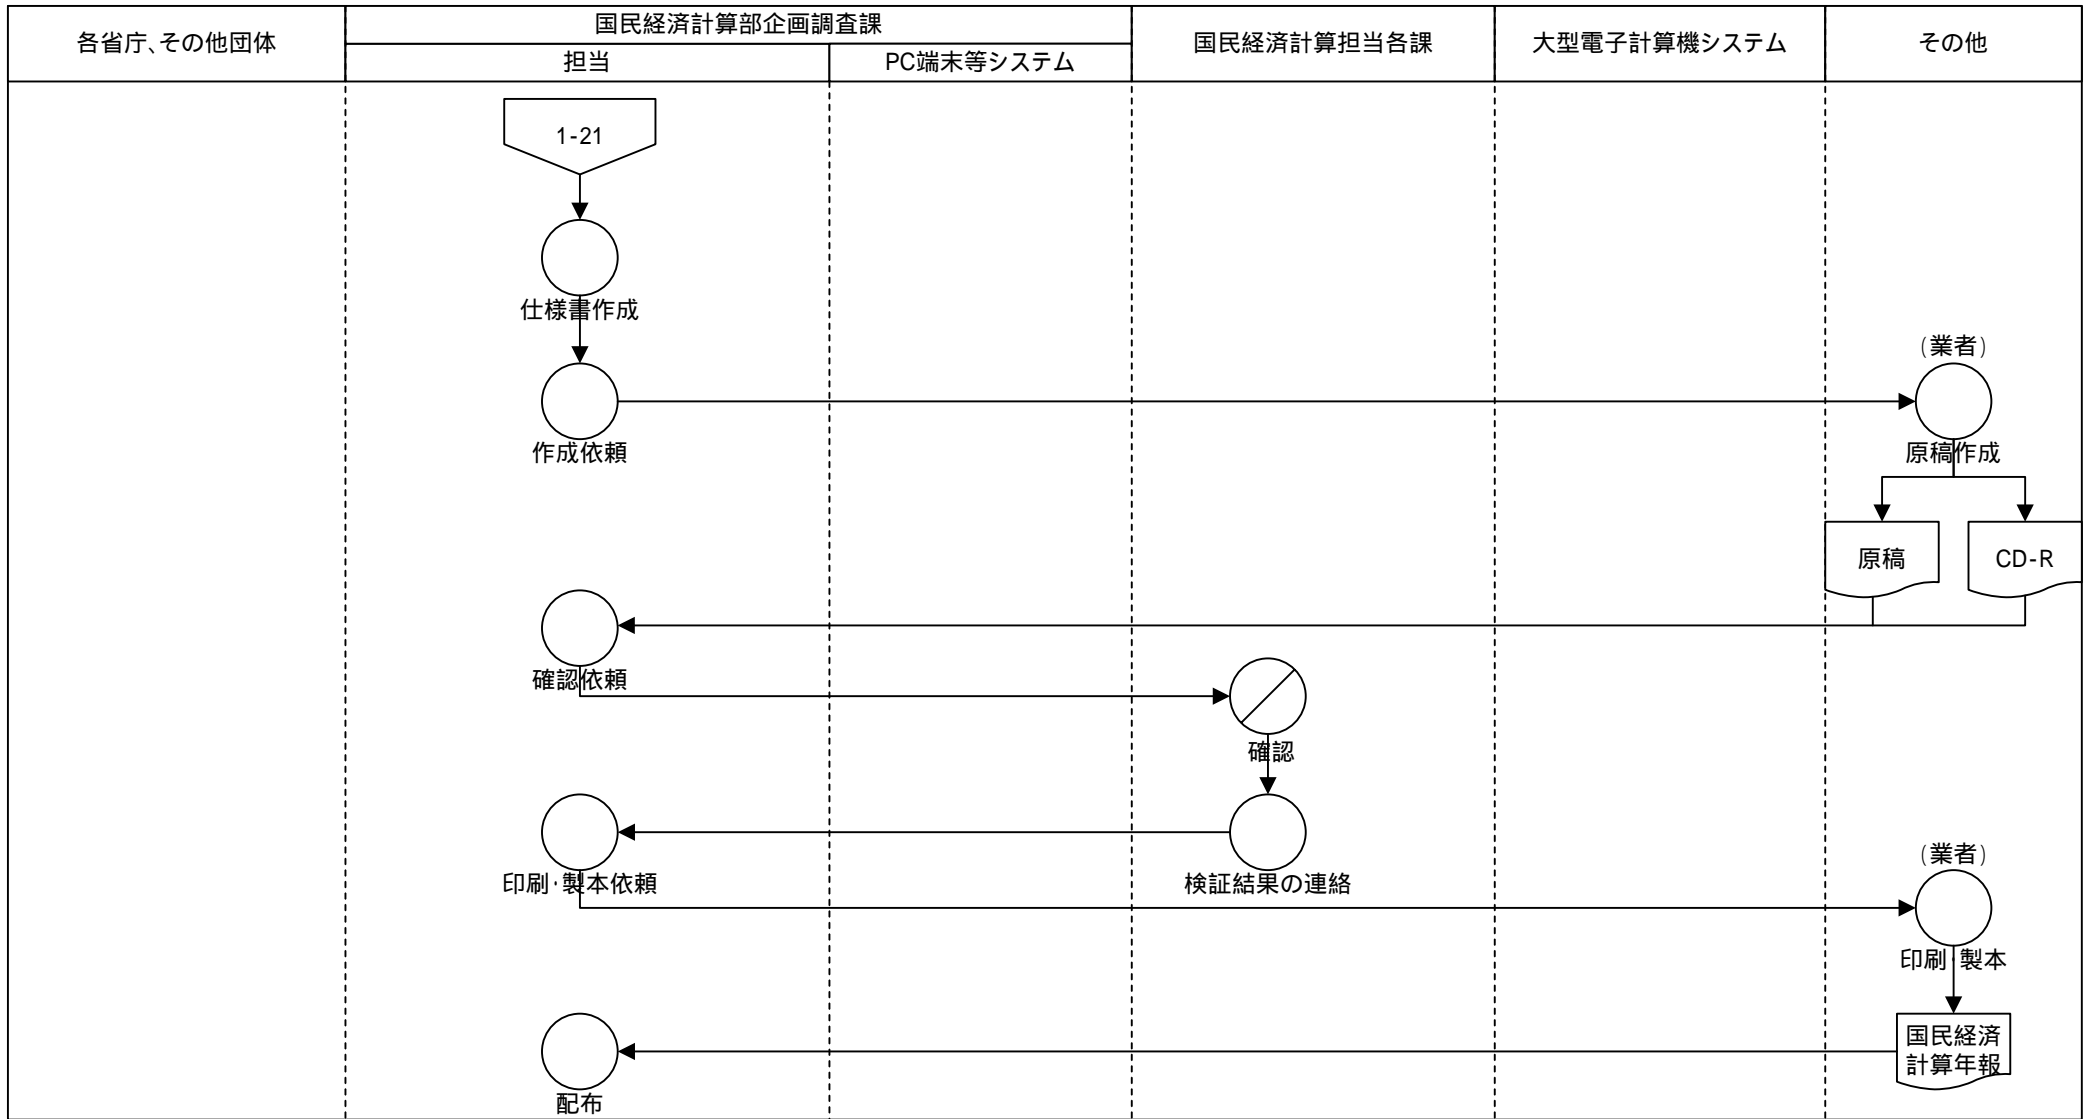 各省庁、その他団体
国民経済計算部企画調査課
担当
PC端末等システム
国民経済計算担当各課
大型電子計算機システム
その他
1-21
仕様書作成
(業者)
作成依頼
原稿作成
原稿
CD-R
確認依頼
確認
(業者)
印刷・製本依頼
検証結果の連絡
印刷・製本
国民経済
計算年報
配布